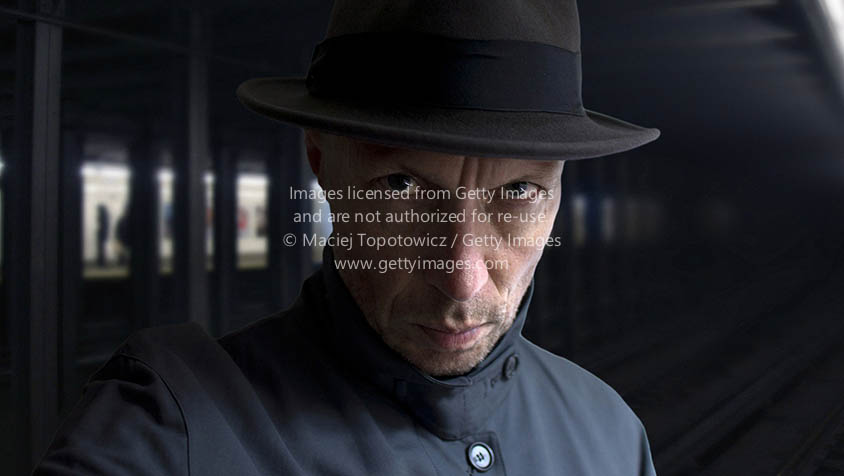 Images licensed from Getty Images
and are not authorized for re-use
© Maciej Topotowicz / Getty Images
www.gettyimages.com